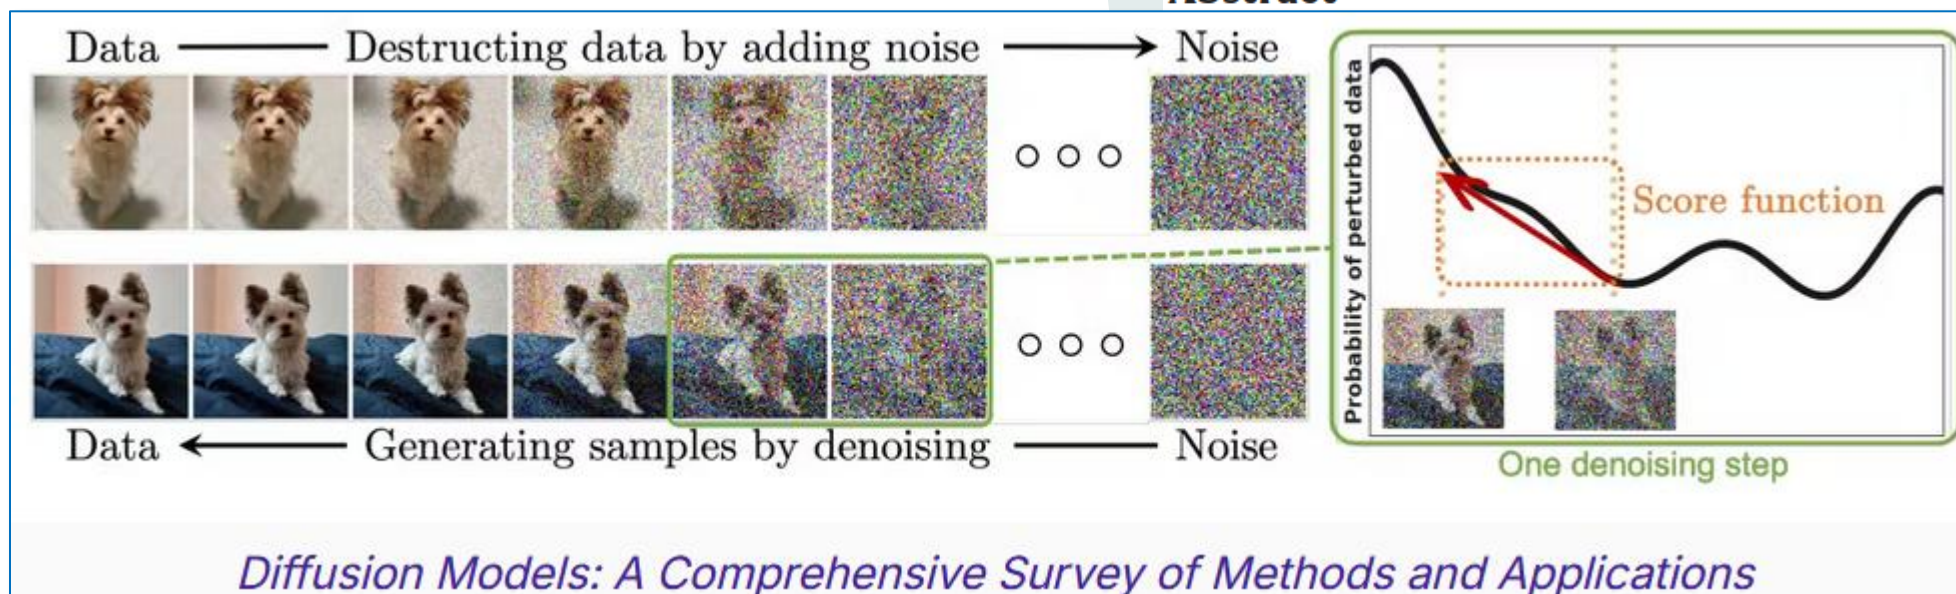 Abstract
Data Destructing data by adding noise Noise
Probability of perturbed data
Score function
Data Generating samples by denoising Noise
One denoising step
Diffusion Models: A Comprehensive Survey of Methods and Applications